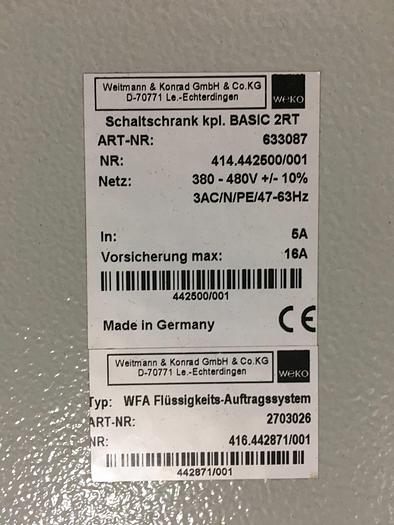 Weitmann & Konrad GmbH & Co.KG
D-70771 Le.-Echterdingen
weko
Schaltschrank kpl. BASIC 2RT
ART-NR: 633087
NR: 414.442500/001
Netz: 380 - 480V +/- 10%
3AC/N/PE/47-63Hz
In: 5A
Vorsicherung max: 16A
442500/001
Made in Germany CE
Weitmann & Konrad GmbH & Co.KG
D-70771 Le.-Echterdingen
weko
Typ: WFA Flüssigkeits-Auftragssystem
ART-NR: 2703026
NR: 416.442871/001
442871/001